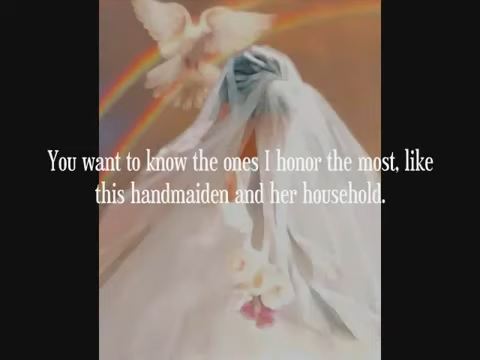 You want to know the ones I honor the most, like
this handmaiden and her household.